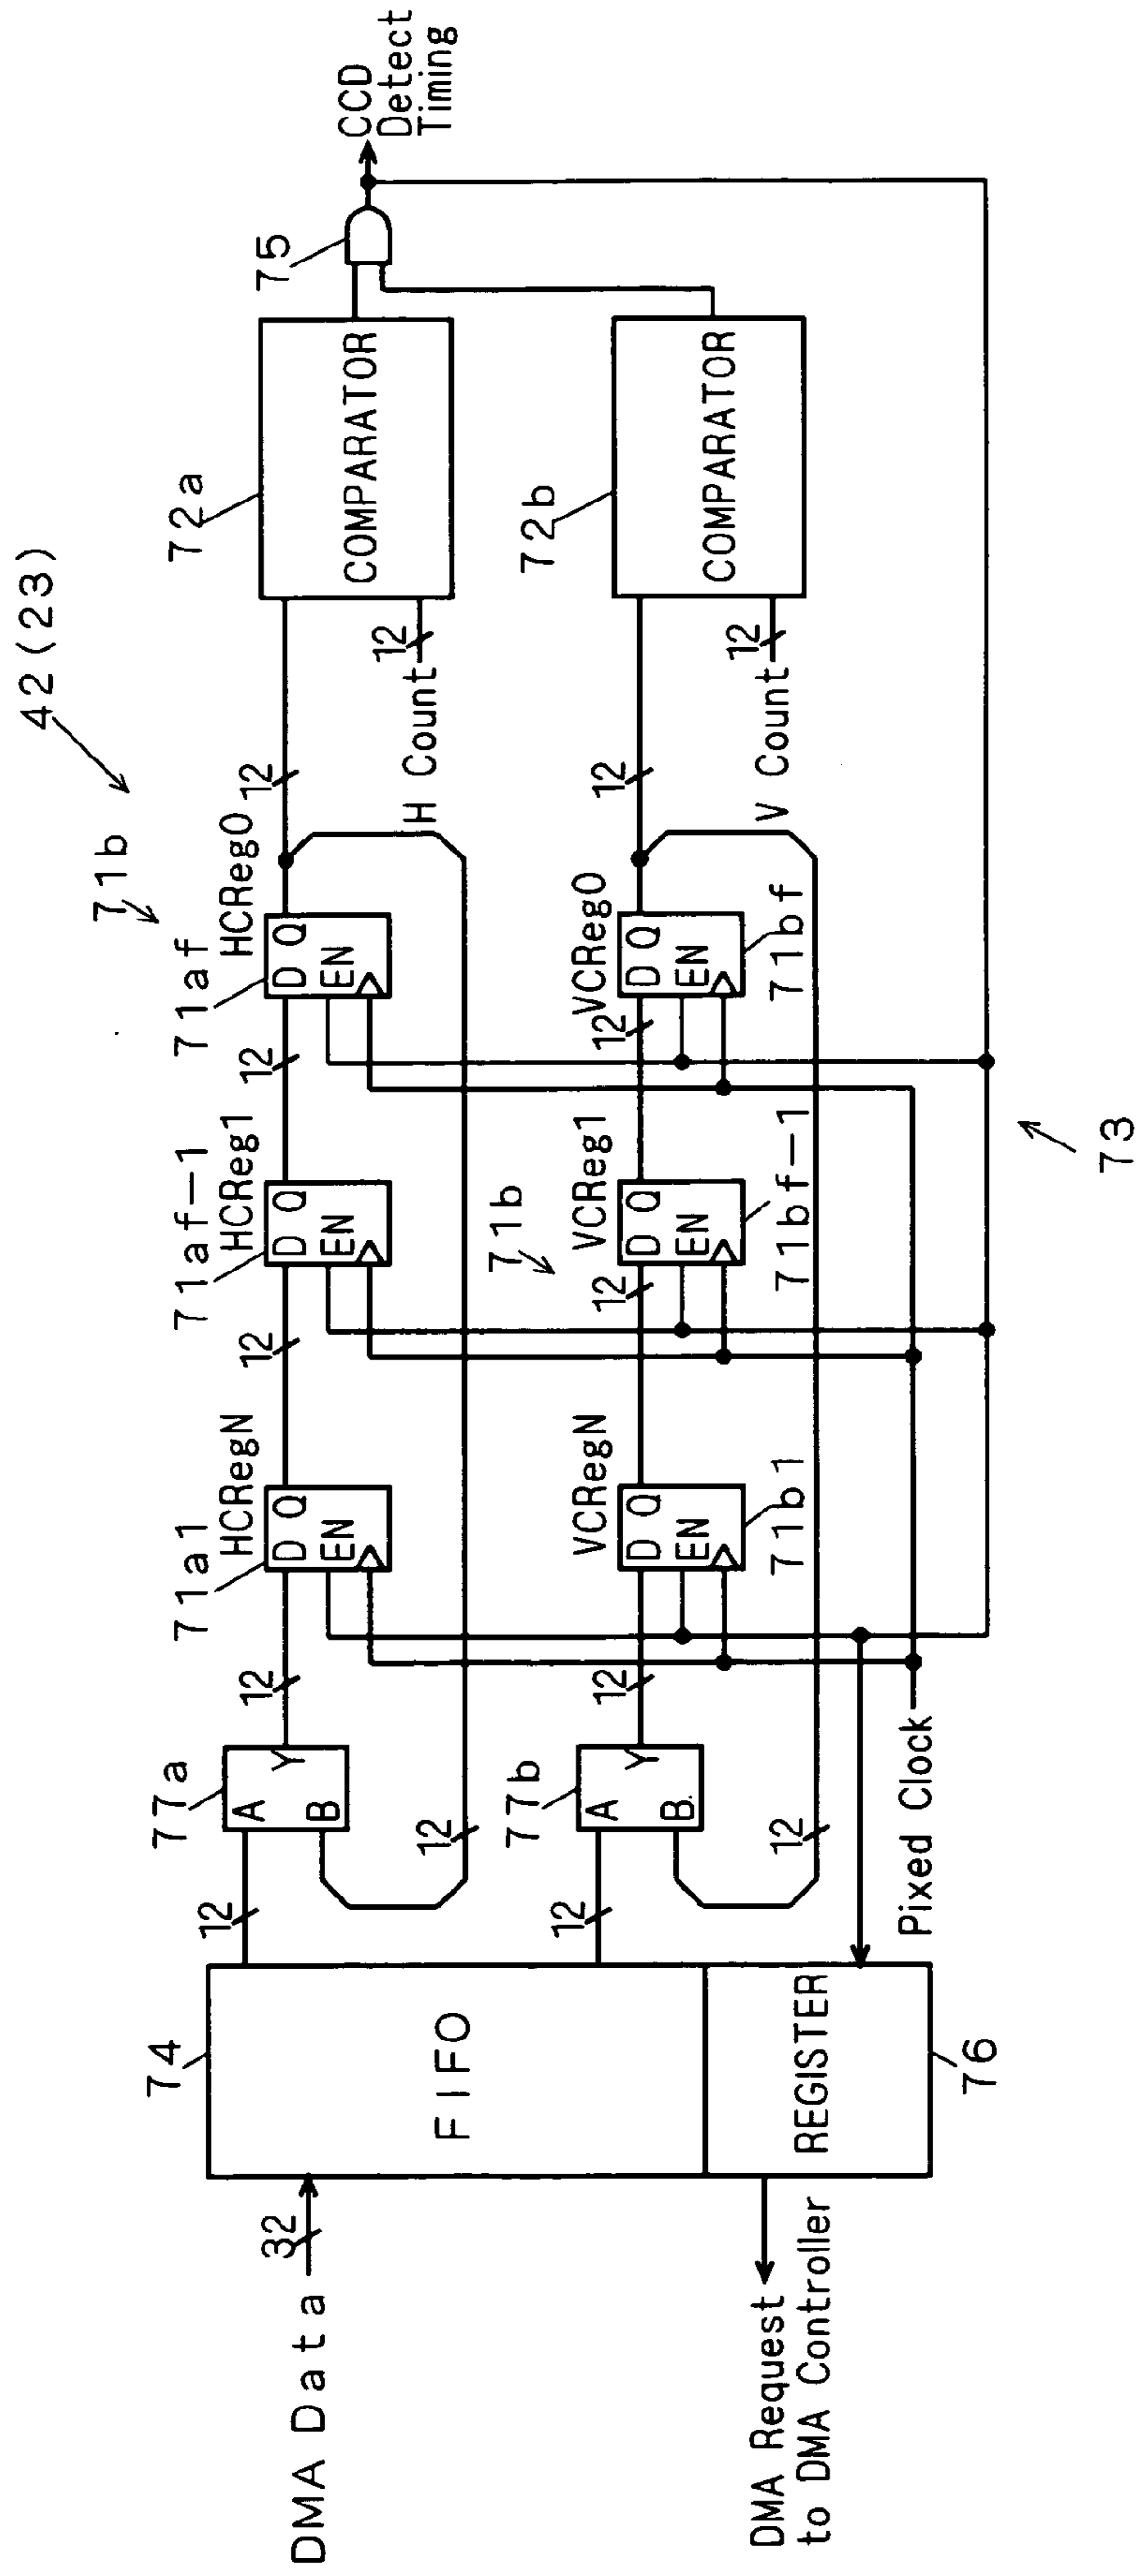 42(23)
71b
72a
75
71af
HCReg0
71af-1
HCReg1
71a1
HCRegN
77a
74
12
12
12
12
12
COMPARATOR
CCD
Detect
Timing
A
B
Y
D Q
EN
D Q
EN
D Q
EN
12
H Count
12
32
DMA Data
FIFO
77b
VCRegN
71b
VCReg1
VCReg0
72b
12
12
12
12
12
COMPARATOR
A
B
Y
D Q
EN
D Q
EN
D Q
EN
71b1
71bf-1
71bf
12
V Count
12
DMA Request
to DMA Controller
REGISTER
76
Pixed Clock
73